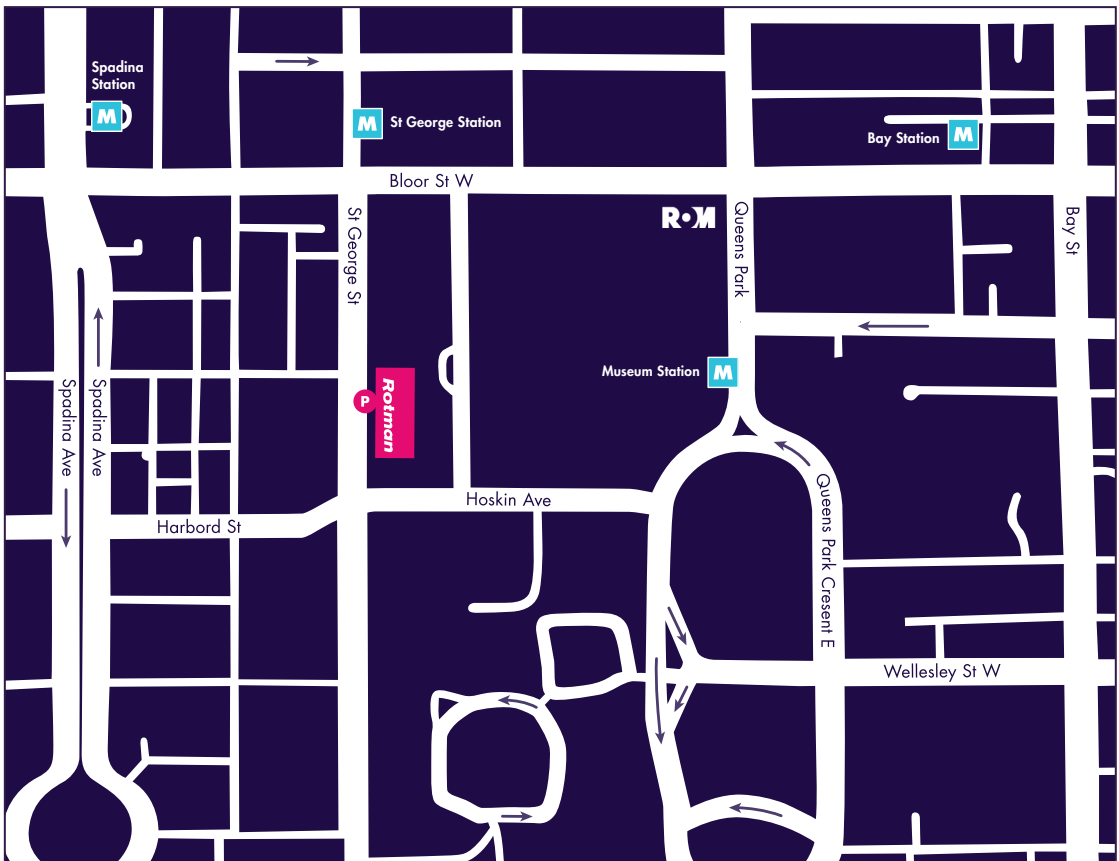 Spadina
Station
M
M
St George Station
Bay Station
M
Bloor St W
ROM
St George St
Queens Park
Bay St
Museum Station
M
Spadina Ave
Spadina Ave
P
Rotman
Hoskin Ave
Harbord St
Queens Park Cresent E
Wellesley St W